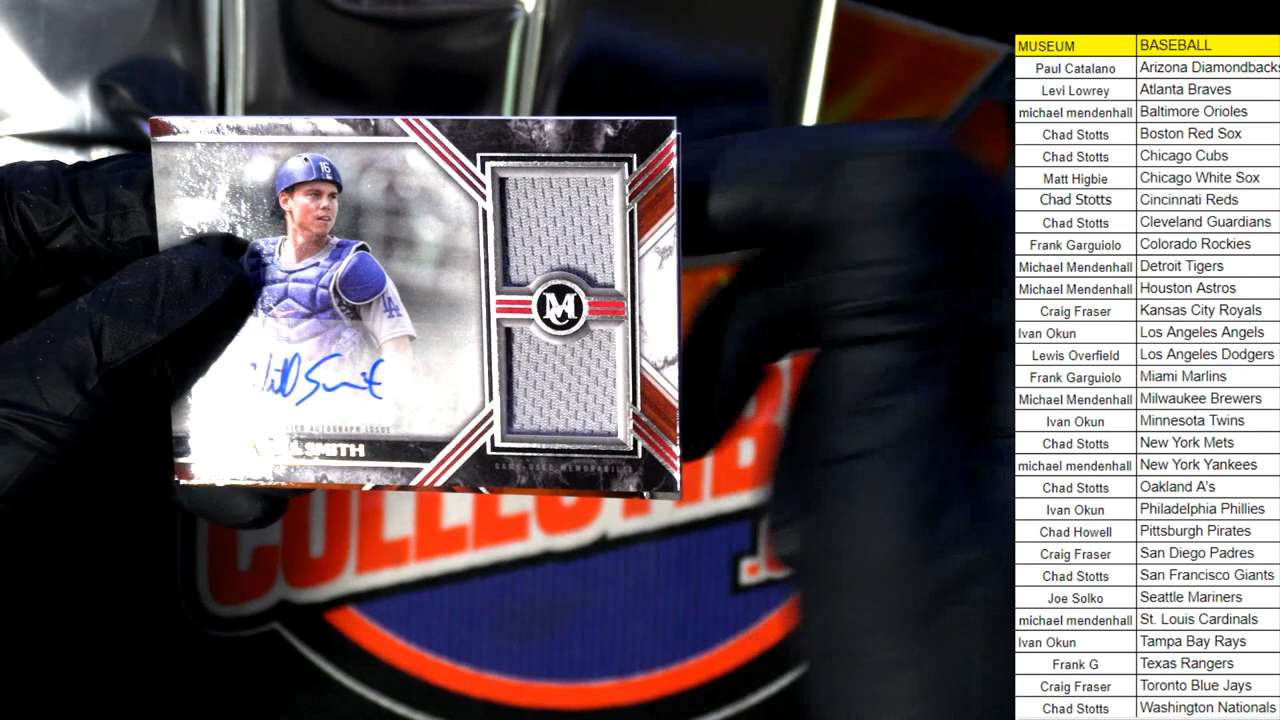 16
LA
Will Smith
SMITH
GAME-USED MEMORABILIA
M
MUSEUM BASEBALL
Paul Catalano Arizona Diamondbacks
Levi Lowrey Atlanta Braves
michael mendenhall Baltimore Orioles
Chad Stotts Boston Red Sox
Chad Stotts Chicago Cubs
Matt Higbie Chicago White Sox
Chad Stotts Cincinnati Reds
Chad Stotts Cleveland Guardians
Frank Garguiolo Colorado Rockies
Michael Mendenhall Detroit Tigers
Michael Mendenhall Houston Astros
Craig Fraser Kansas City Royals
Ivan Okun Los Angeles Angels
Lewis Overfield Los Angeles Dodgers
Frank Garguiolo Miami Marlins
Michael Mendenhall Milwaukee Brewers
Ivan Okun Minnesota Twins
Chad Stotts New York Mets
michael mendenhall New York Yankees
Chad Stotts Oakland A's
Ivan Okun Philadelphia Phillies
Chad Howell Pittsburgh Pirates
Craig Fraser San Diego Padres
Chad Stotts San Francisco Giants
Joe Solko Seattle Mariners
michael mendenhall St. Louis Cardinals
Ivan Okun Tampa Bay Rays
Frank G Texas Rangers
Craig Fraser Toronto Blue Jays
Chad Stotts Washington Nationals